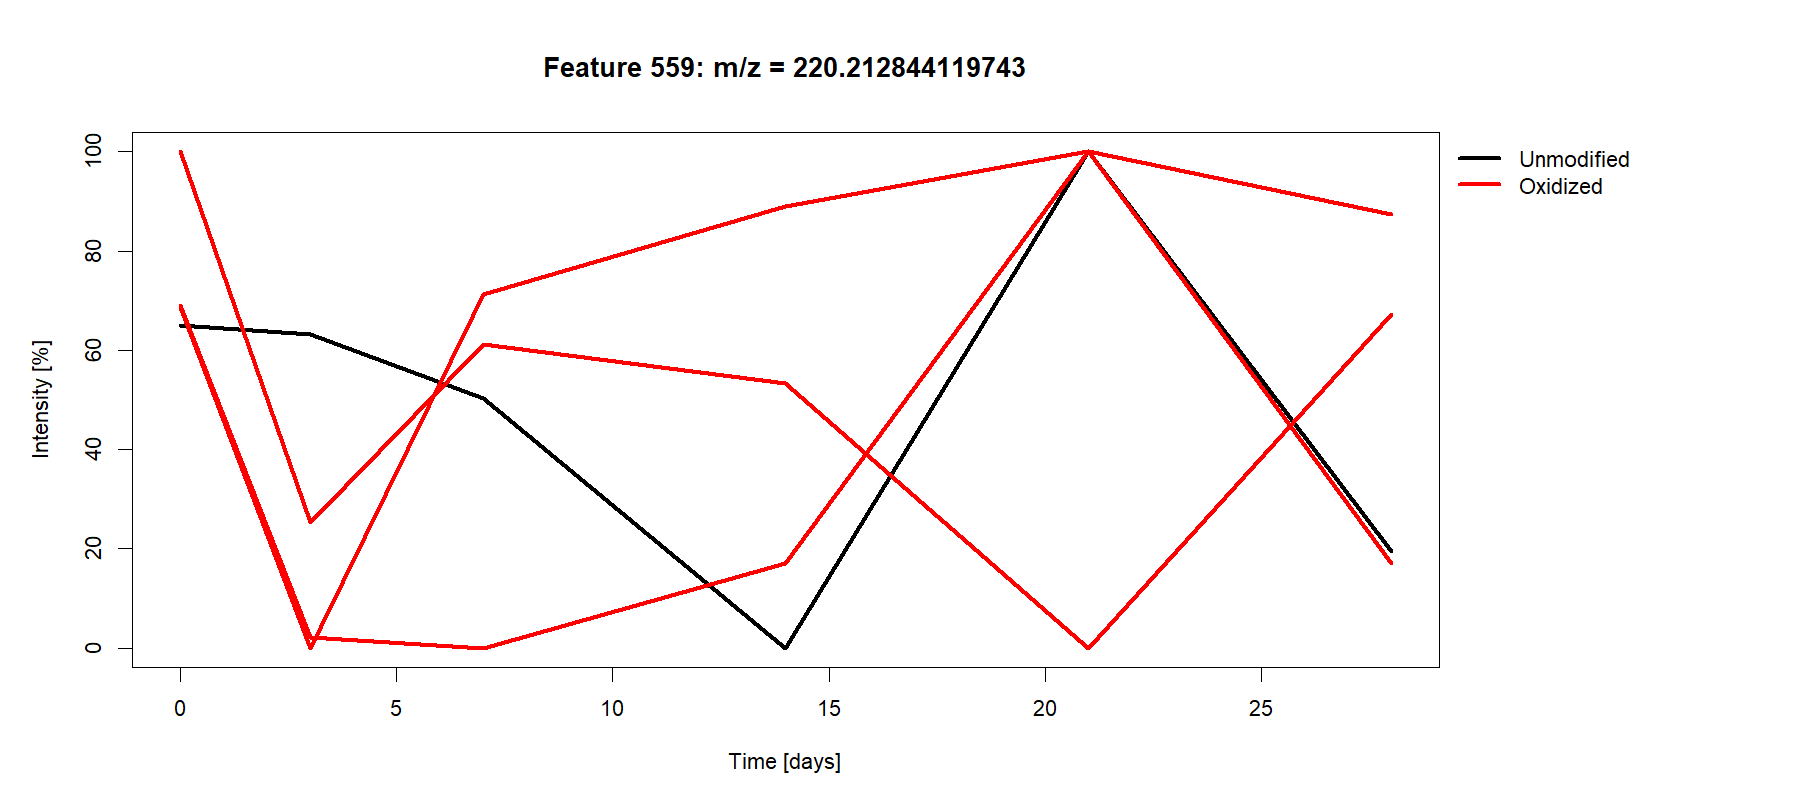 Feature 559: m/z = 220.212844119743
Unmodified
Oxidized
100
80
60
40
20
0
Intensity [%]
0 5 10 15 20 25
Time [days]